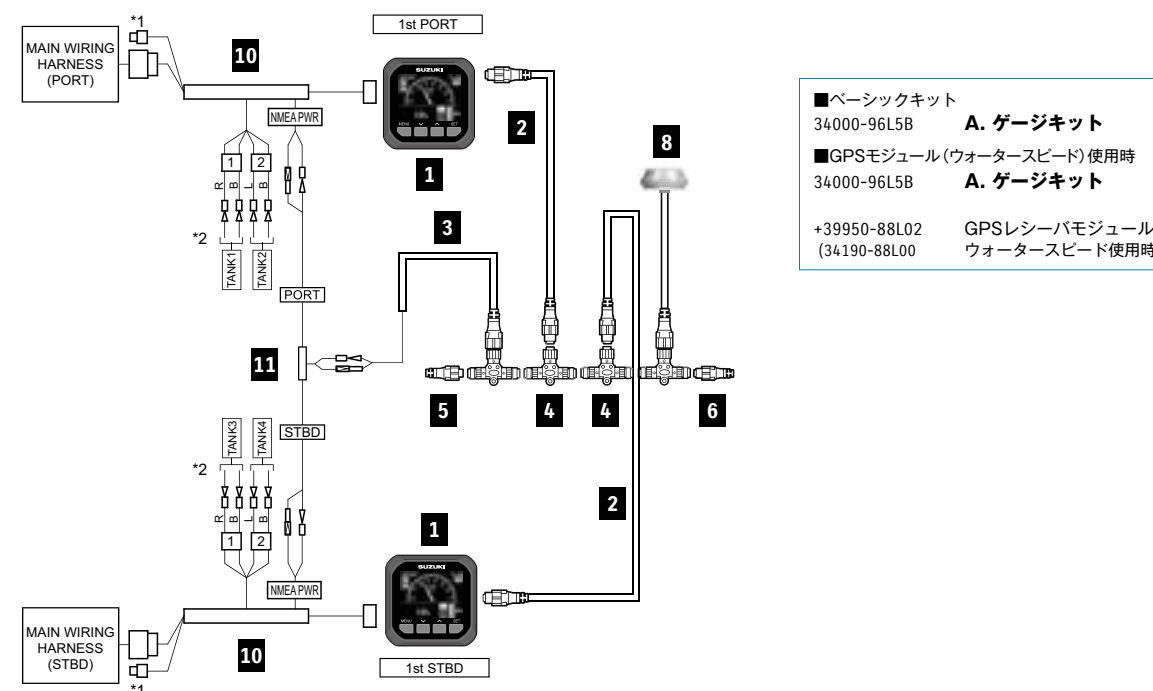 *1
MAIN WIRING
HARNESS
(PORT)
10
1st PORT
SUZUKI
MENU
SET
NMEA PWR
2
8
1
1
2
R
B
L
B
*2
TANK1
TANK2
3
PORT
11
5
4
4
6
STBD
TANK3
TANK4
*2
R
B
L
B
1
2
2
1
SUZUKI
MENU
SET
NMEA PWR
MAIN WIRING
HARNESS
(STBD)
*1
10
1st STBD
■ベーシックキット
34000-96L5B A. ゲージキット
■GPSモジュール(ウォータースピード)使用時
34000-96L5B A. ゲージキット
+39950-88L02 GPSレシーバモジュール
(34190-88L00 ウォータースピード使用時